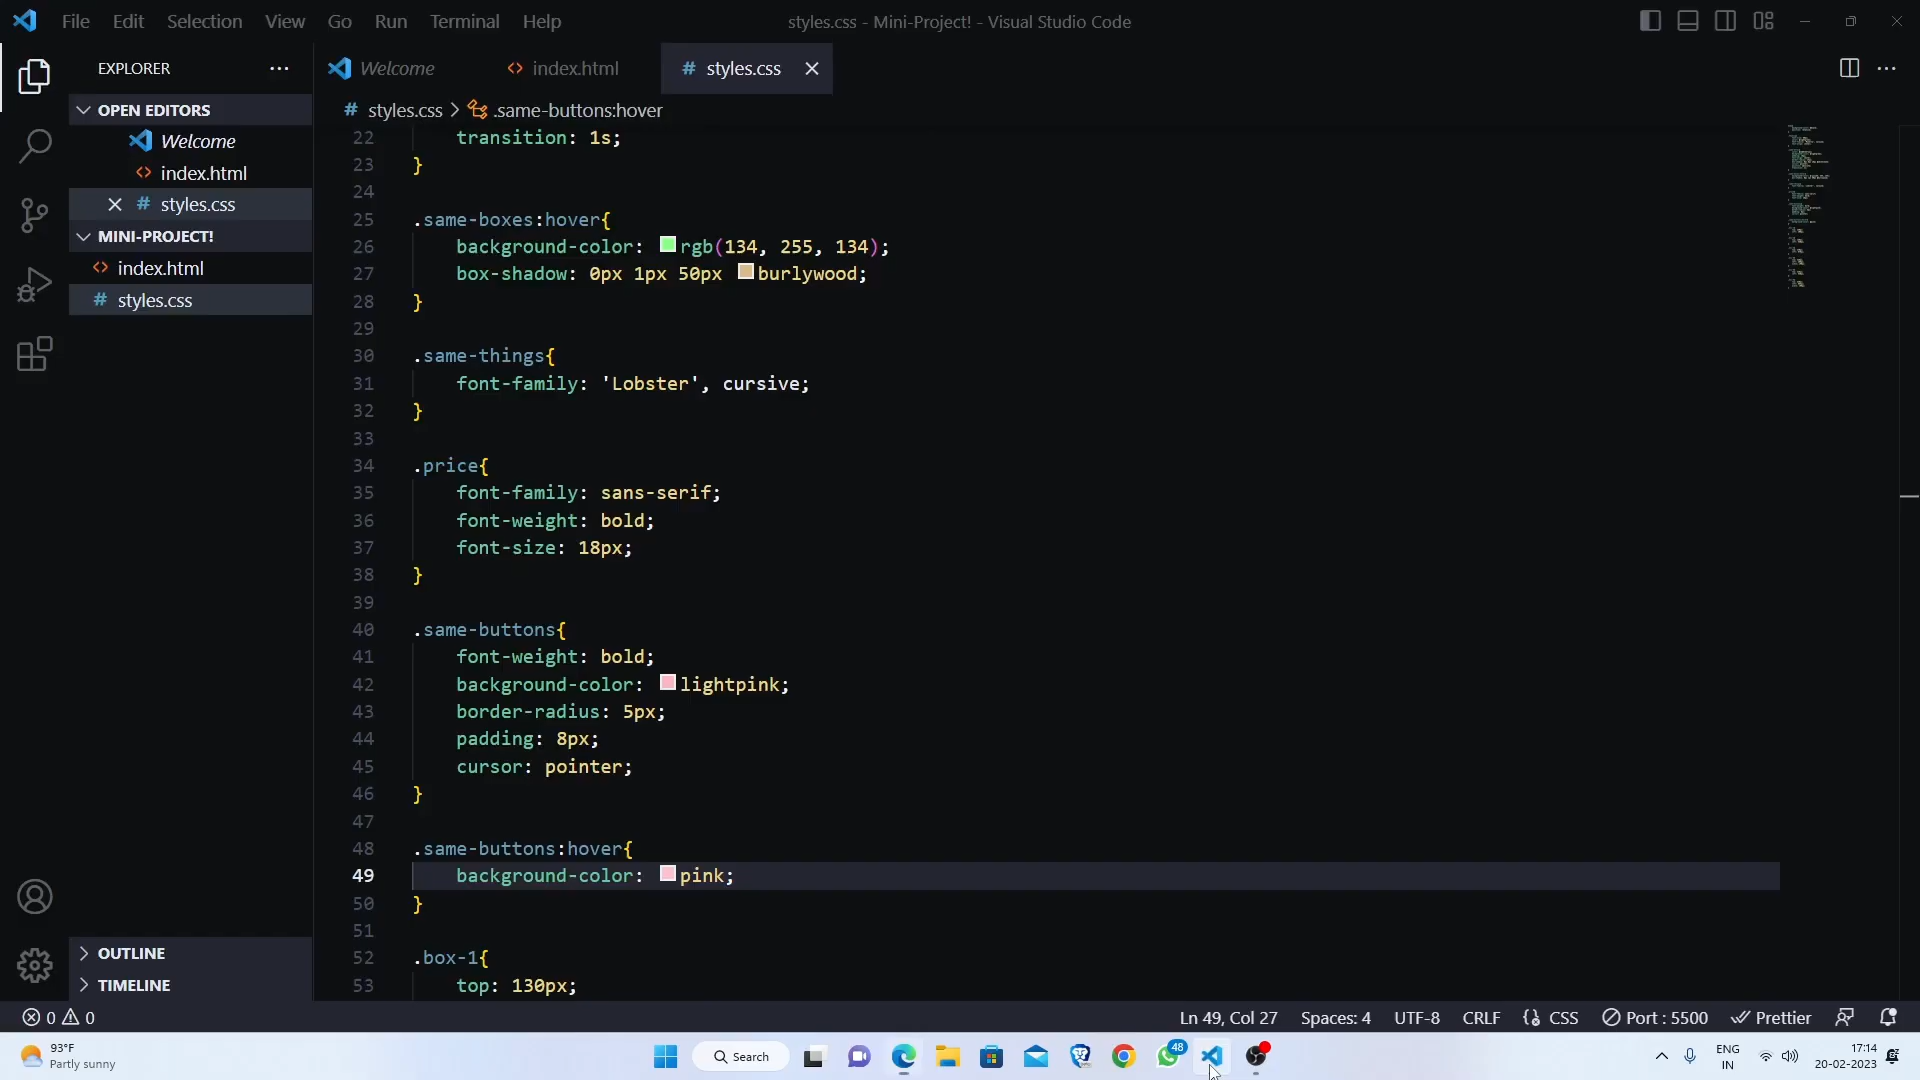 File Edit Selection View Go Run Terminal Help
styles.css - Mini-Project! - Visual Studio Code
EXPLORER
Welcome
index.html
# styles.css
OPEN EDITORS
Welcome
index.html
# styles.css
MINI-PROJECT!
index.html
# styles.css
OUTLINE
TIMELINE
# styles.css > .same-buttons:hover
22 transition: 1s;
23 }
24
25 .same-boxes:hover{
26 background-color: rgb(134, 255, 134);
27 box-shadow: 0px 1px 50px burlywood;
28 }
29
30 .same-things{
31 font-family: 'Lobster', cursive;
32 }
33
34 .price{
35 font-family: sans-serif;
36 font-weight: bold;
37 font-size: 18px;
38 }
39
40 .same-buttons{
41 font-weight: bold;
42 background-color: lightpink;
43 border-radius: 5px;
44 padding: 8px;
45 cursor: pointer;
46 }
47
48 .same-buttons:hover{
49 background-color: pink;
50 }
51
52 .box-1{
53 top: 130px;
0 0
Ln 49, Col 27 Spaces: 4 UTF-8 CRLF CSS Port : 5500 Prettier
93°F
Partly sunny
Search
48
ENG
IN
17:14
20-02-2023